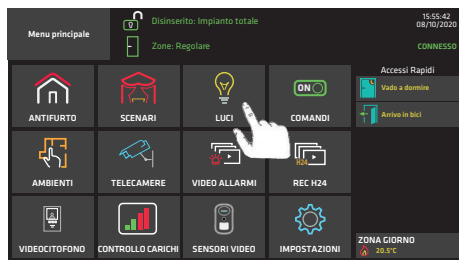 Menu principale
Disinserito: Impianto totale
Zone: Regolare
15:55:42
08/10/2020
CONNESSO
ANTIFURTO
SCENARI
LUCI
ON
COMANDI
Accessi Rapidi
Vado a dormire
Arrivo in bici
AMBIENTI
TELECAMERE
VIDEO ALLARMI
H24
REC H24
VIDEOCITOFONO
CONTROLLO CARICHI
SENSORI VIDEO
IMPOSTAZIONI
ZONA GIORNO
20.5°C